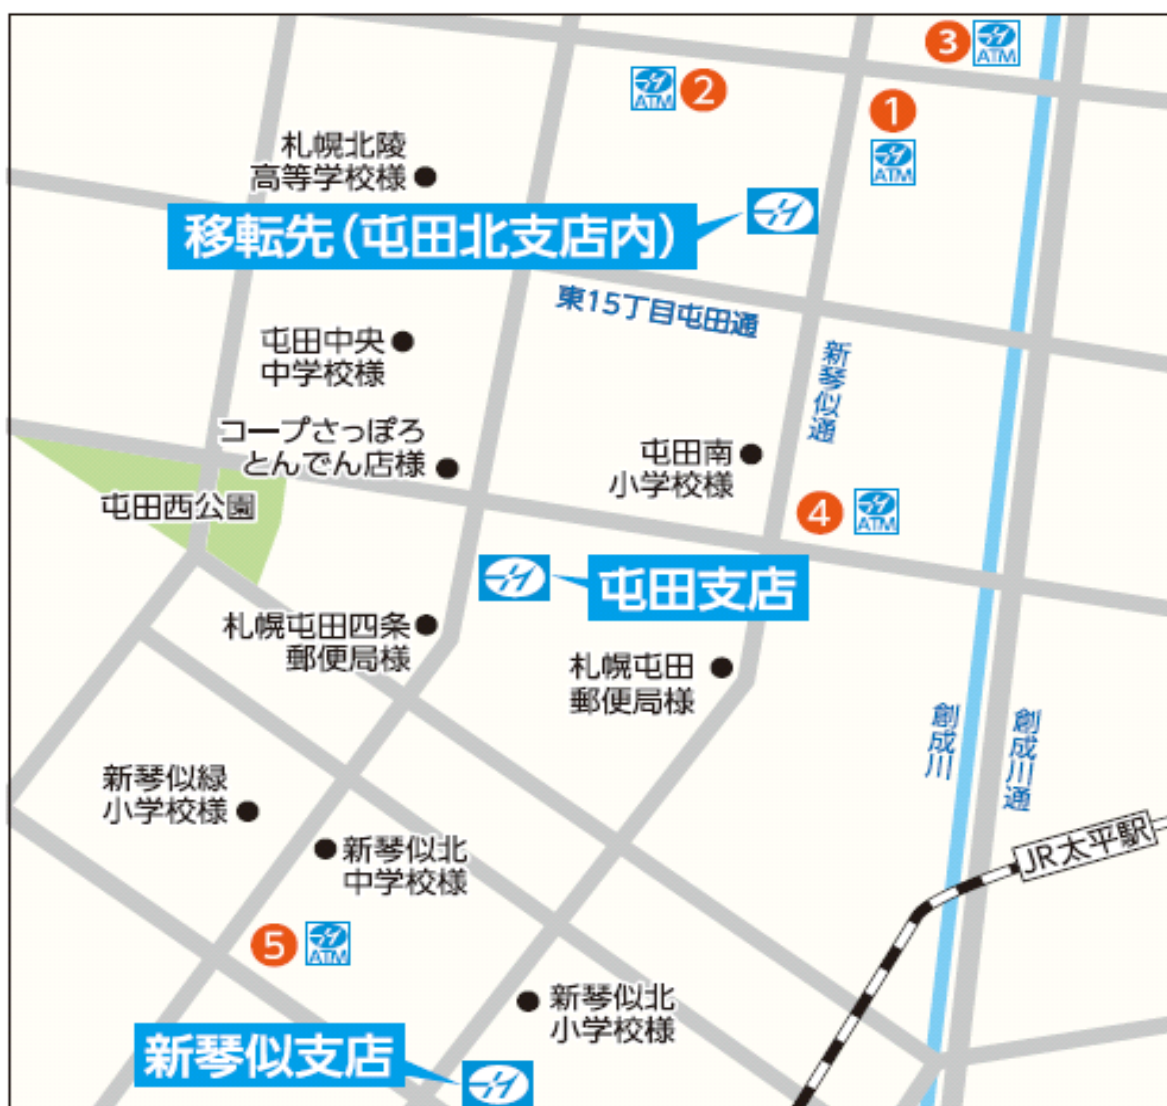 3
ATM
2
ATM
1
ATM
札幌北陵
高等学校様
移転先(屯田北支店内)
東15丁目屯田通
屯田中央
中学校様
新琴似通
コープさっぽろ
とんでん店様
屯田南
小学校様
屯田西公園
4
ATM
屯田支店
札幌屯田四条
郵便局様
札幌屯田
郵便局様
創成川
創成川通
新琴似緑
小学校様
新琴似北
中学校様
JR太平駅
5
ATM
新琴似北
小学校様
新琴似支店